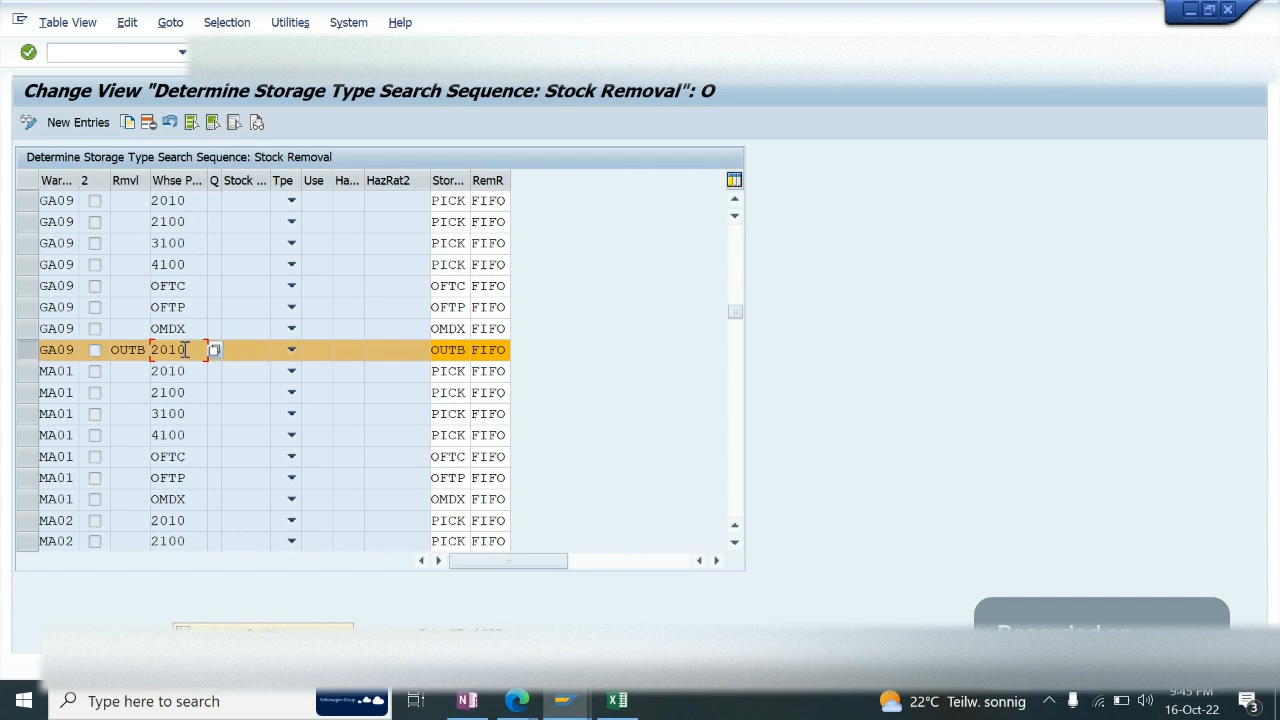 Table View Edit Goto Selection Utilities System Help
Change View "Determine Storage Type Search Sequence: Stock Removal": O
New Entries
Determine Storage Type Search Sequence: Stock Removal
War... 2 Rmvl Whse P... Q Stock ... Tpe Use Ha... HazRat2 Stor... RemR
GA09 2010 PICK FIFO
GA09 2100 PICK FIFO
GA09 3100 PICK FIFO
GA09 4100 PICK FIFO
GA09 OFTC OFTC FIFO
GA09 OFTP OFTP FIFO
GA09 OMDX OMDX FIFO
GA09 OUTB 2010 OUTB FIFO
MA01 2010 PICK FIFO
MA01 2100 PICK FIFO
MA01 3100 PICK FIFO
MA01 4100 PICK FIFO
MA01 OFTC OFTC FIFO
MA01 OFTP OFTP FIFO
MA01 OMDX OMDX FIFO
MA02 2010 PICK FIFO
MA02 2100 PICK FIFO
Type here to search
Volkswagen Group
22°C Teilw. sonnig
9:45 PM
16-Oct-22
3